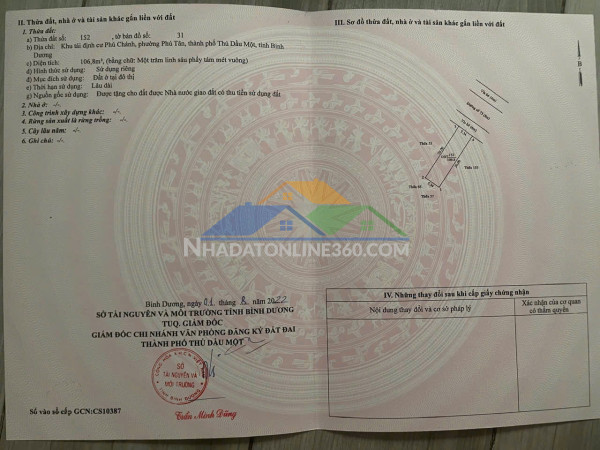 II. Thửa đất, nhà ở và tài sản khác gắn liền với đất
1. Thửa đất:
a) Thửa đất số: 152 , tờ bản đồ số: 31
b) Địa chỉ: Khu tái định cư Phú Chánh, phường Phú Tân, thành phố Thủ Dầu Một, tỉnh Bình
Dương
c) Diện tích: 106,8m², (bằng chữ: Một trăm linh sáu phẩy tám mét vuông)
d) Hình thức sử dụng: Sử dụng riêng
đ) Mục đích sử dụng: Đất ở tại đô thị
e) Thời hạn sử dụng: Lâu dài
g) Nguồn gốc sử dụng: Được tặng cho đất được Nhà nước giao đất có thu tiền sử dụng đất
2. Nhà ở: -/-
3. Công trình xây dựng khác: -/-
4. Rừng sản xuất là rừng trồng: -/-
5. Cây lâu năm: -/-
6. Ghi chú: -/-
Bình Dương, ngày 01 tháng 8 năm 2022
SỞ TÀI NGUYÊN VÀ MÔI TRƯỜNG TỈNH BÌNH DƯƠNG
TUQ. GIÁM ĐỐC
GIÁM ĐỐC CHI NHÁNH VĂN PHÒNG ĐĂNG KÝ ĐẤT ĐAI
THÀNH PHỐ THỦ DẦU MỘT
SỞ
TÀI NGUYÊN VÀ
MÔI TRƯỜNG
Trần Minh Dũng
Số vào sổ cấp GCN:CS10387
III. Sơ đồ thửa đất, nhà ở và tài sản khác gắn liền với đất
B
NHADATONLINE360.COM
IV. Những thay đổi sau khi cấp giấy chứng nhận
Nội dung thay đổi và cơ sở pháp lý
Xác nhận của cơ quan
có thẩm quyền